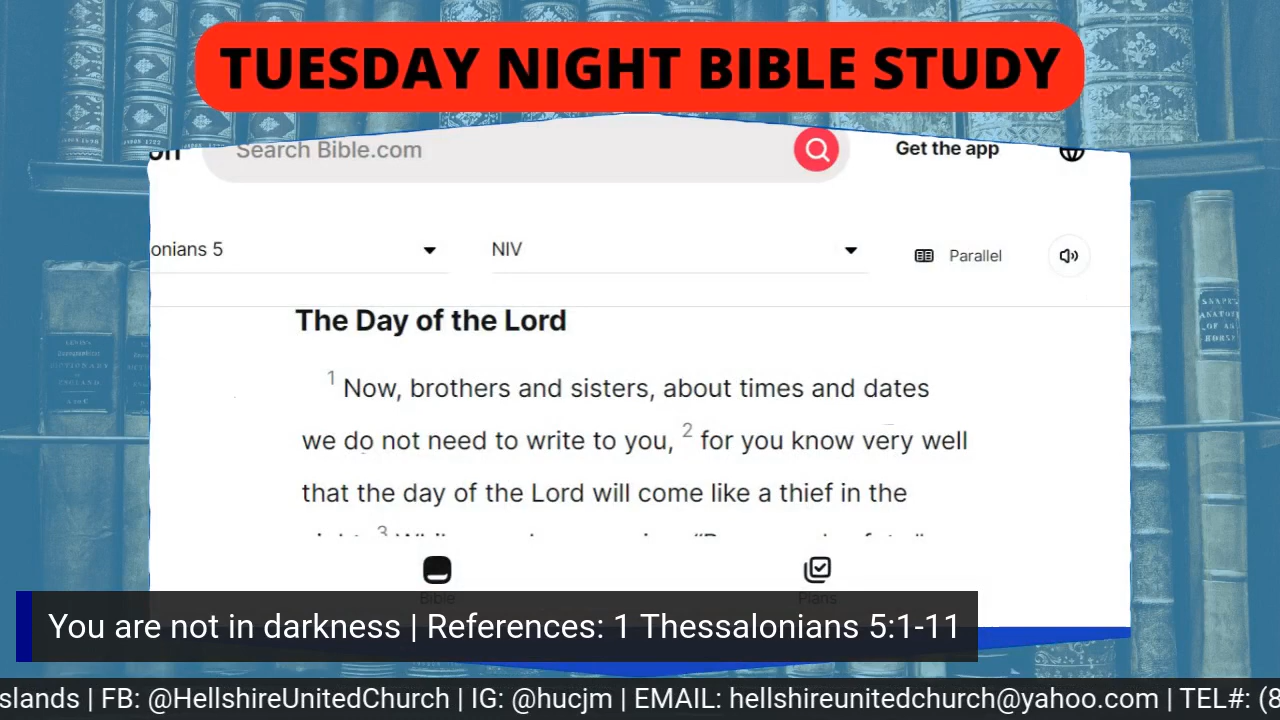 TUESDAY NIGHT BIBLE STUDY
Search Bible.com
Get the app
onians 5
NIV
Parallel
The Day of the Lord
1 Now, brothers and sisters, about times and dates
we do not need to write to you, 2 for you know very well
that the day of the Lord will come like a thief in the
3
Bible
Plans
You are not in darkness | References: 1 Thessalonians 5:1-11
slands | FB: @HellshireUnitedChurch | IG: @hucjm | EMAIL: hellshireunitedchurch@yahoo.com | TEL#: (8